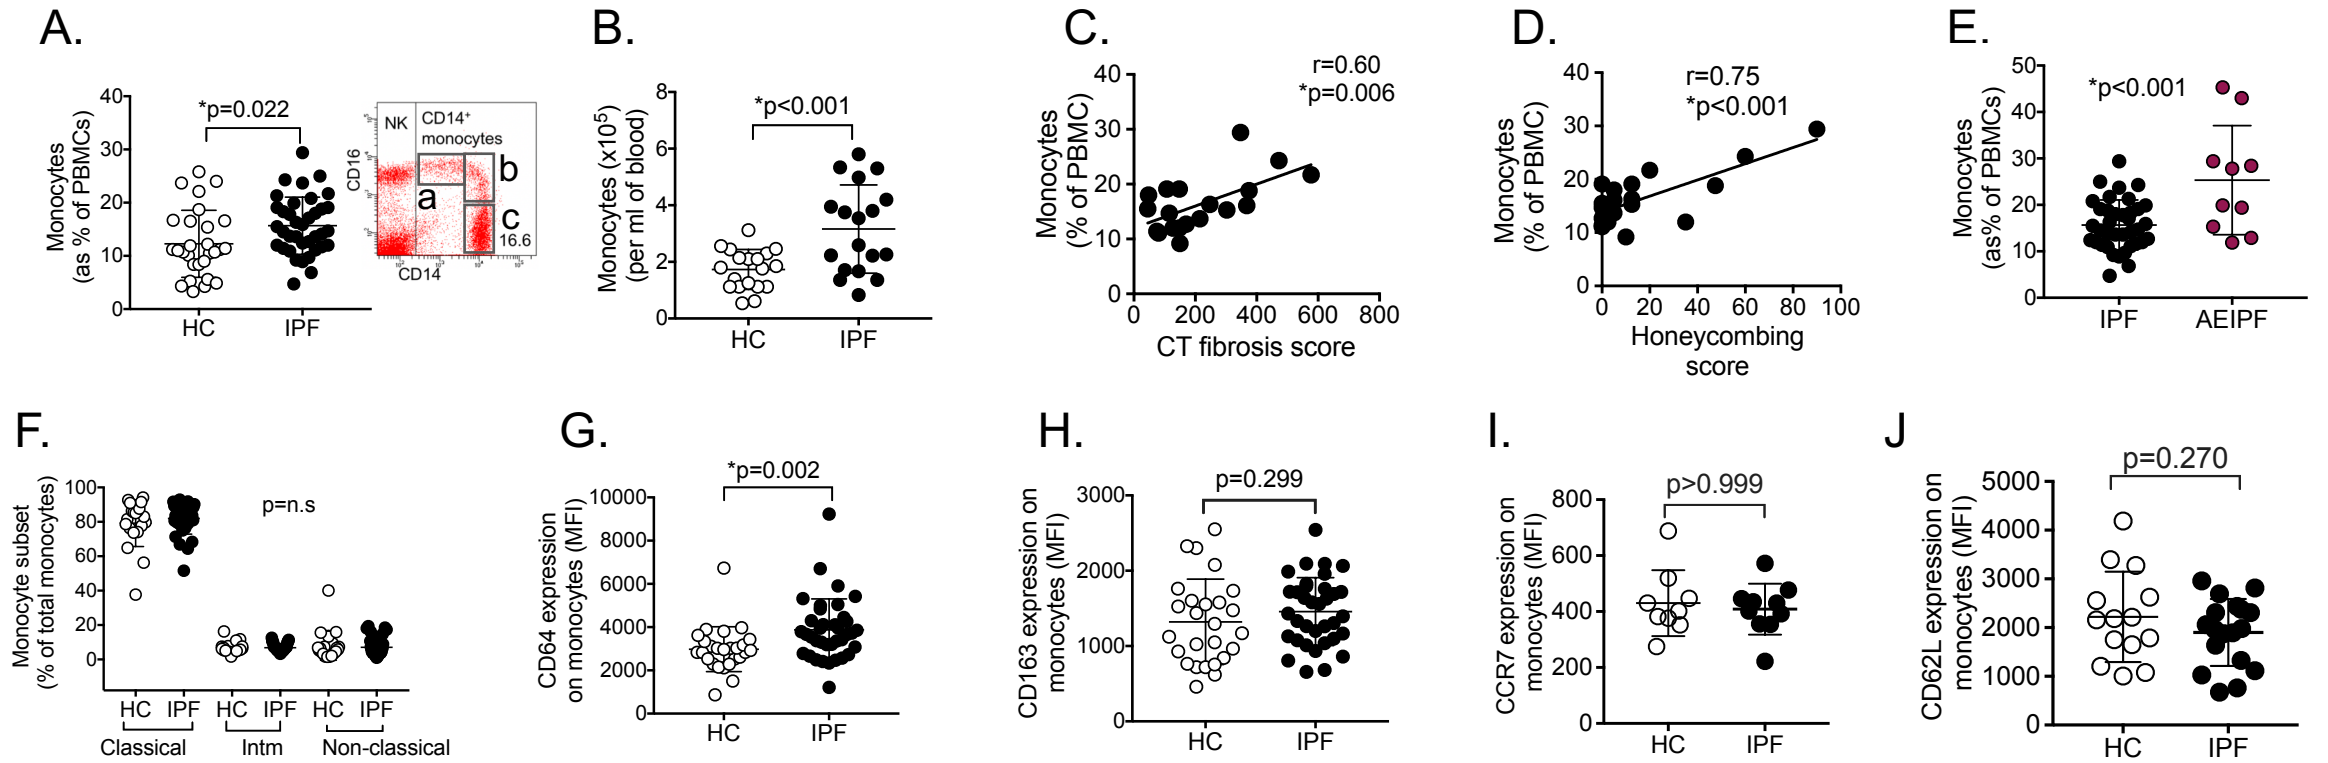 A.
Monocytes
(as % of PBMCs)
40
30
20
10
0
*p=0.022
HC
IPF
NK
CD14⁺
monocytes
CD16
CD14
a
b
c
16.6
B.
Monocytes (x10⁵)
(per ml of blood)
8
6
4
2
0
*p<0.001
HC
IPF
C.
Monocytes
(% of PBMC)
40
30
20
10
0
r=0.60
*p=0.006
0 200 400 600 800
CT fibrosis score
D.
Monocytes
(% of PBMC)
40
30
20
10
0
r=0.75
*p<0.001
0 20 40 60 80 100
Honeycombing
score
E.
Monocytes
(as% of PBMCs)
50
40
30
20
10
0
*p<0.001
IPF
AEIPF
F.
Monocyte subset
(% of total monocytes)
100
80
60
40
20
0
p=n.s
HC IPF HC IPF HC IPF
Classical Intm Non-classical
G.
CD64 expression
on monocytes (MFI)
10000
8000
6000
4000
2000
0
*p=0.002
HC
IPF
H.
CD163 expression on
monocytes (MFI)
3000
2000
1000
0
p=0.299
HC
IPF
I.
CCR7 expression on
monocytes (MFI)
800
600
400
200
0
p>0.999
HC
IPF
J
CD62L expression on
monocytes (MFI)
5000
4000
3000
2000
1000
0
p=0.270
HC
IPF